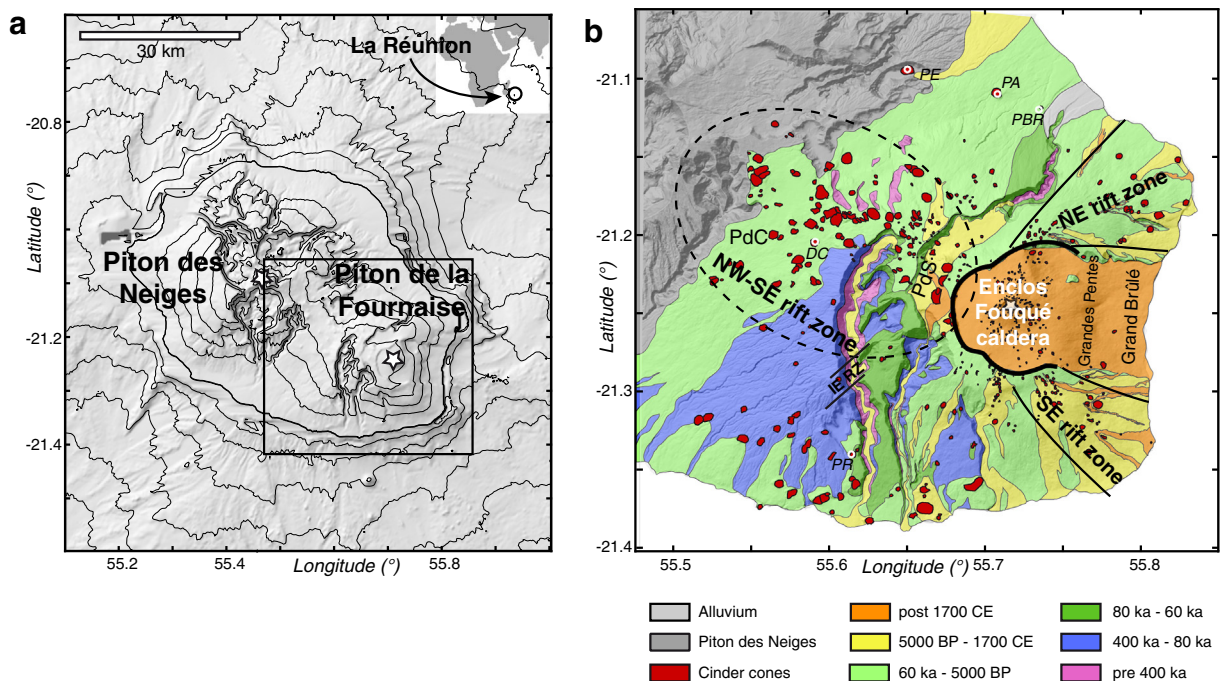 a
30 km
La Réunion
-20.8
-21.2
-21.4
Latitude (°)
Piton des
Neiges
Piton de la
Fournaise
55.2
55.4
55.8
Longitude (°)
b
-21.1
-21.2
-21.3
-21.4
Latitude (°)
PE
PA
PBR
NE rift zone
PdC
DC
PdS
NW-SE rift zone
Enclos
Fouqué
caldera
Grandes Pentes
Grand Brûlé
IE RZ
SE rift zone
PR
55.5
55.6
55.7
55.8
Longitude (°)
Alluvium
Piton des Neiges
Cinder cones
post 1700 CE
5000 BP - 1700 CE
60 ka - 5000 BP
80 ka - 60 ka
400 ka - 80 ka
pre 400 ka